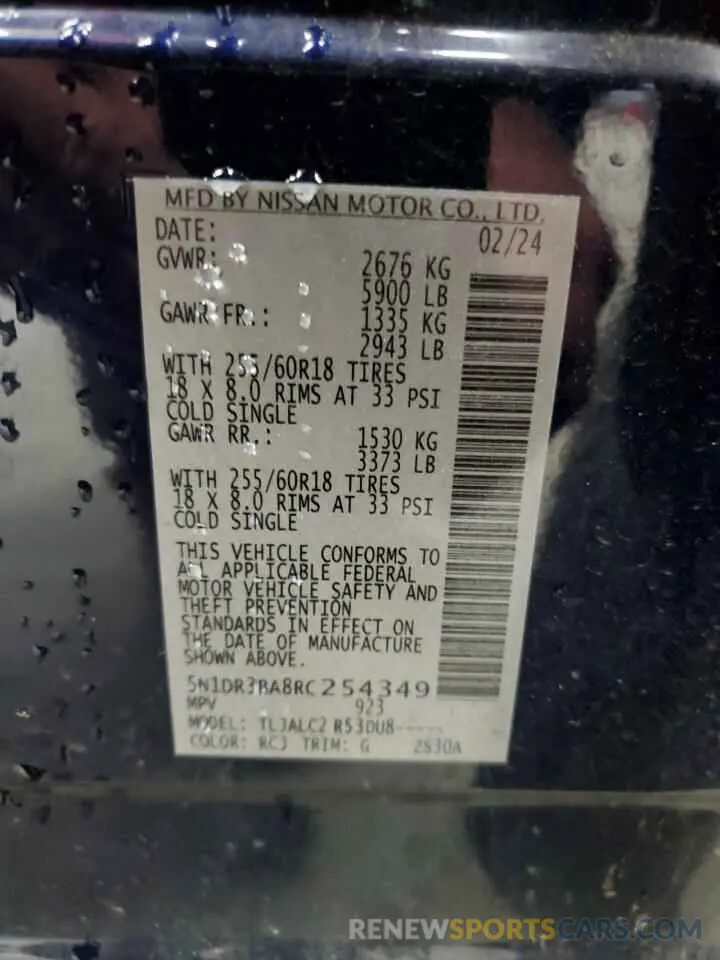 MFD BY NISSAN MOTOR CO., LTD.
DATE: 02/24
GVWR: 2676 KG
5900 LB
GAWR FR.: 1335 KG
2943 LB
WITH 255/60R18 TIRES
18 X 8.0 RIMS AT 33 PSI
COLD SINGLE
GAWR RR.: 1530 KG
3373 LB
WITH 255/60R18 TIRES
18 X 8.0 RIMS AT 33 PSI
COLD SINGLE
THIS VEHICLE CONFORMS TO
ALL APPLICABLE FEDERAL
MOTOR VEHICLE SAFETY AND
THEFT PREVENTION
STANDARDS IN EFFECT ON
THE DATE OF MANUFACTURE
SHOWN ABOVE.
5N1DR3BA8RC254349
MPV 923
MODEL: TLJALC2 R53DU8-----
COLOR: RCJ TRIM: G 2830A
RENEWSPORTSCARS.COM